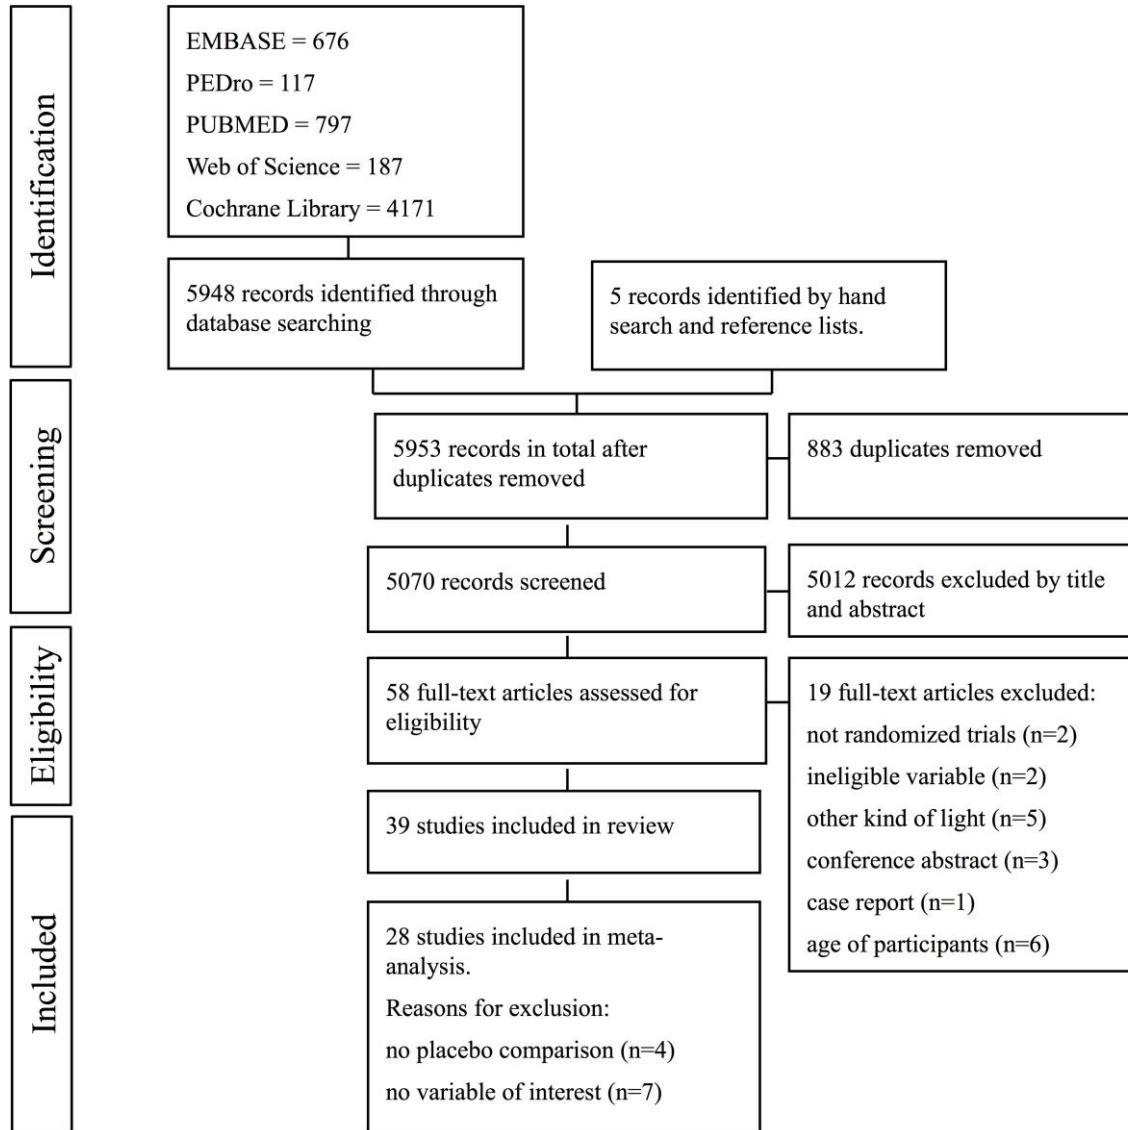 Identification
EMBASE = 676
PEDro = 117
PUBMED = 797
Web of Science = 187
Cochrane Library = 4171
5948 records identified through
database searching
5 records identified by hand
search and reference lists.
Screening
5953 records in total after
duplicates removed
883 duplicates removed
5070 records screened
5012 records excluded by title
and abstract
Eligibility
58 full-text articles assessed for
eligibility
19 full-text articles excluded:
not randomized trials (n=2)
ineligible variable (n=2)
other kind of light (n=5)
conference abstract (n=3)
case report (n=1)
age of participants (n=6)
Included
39 studies included in review
28 studies included in meta-
analysis.
Reasons for exclusion:
no placebo comparison (n=4)
no variable of interest (n=7)